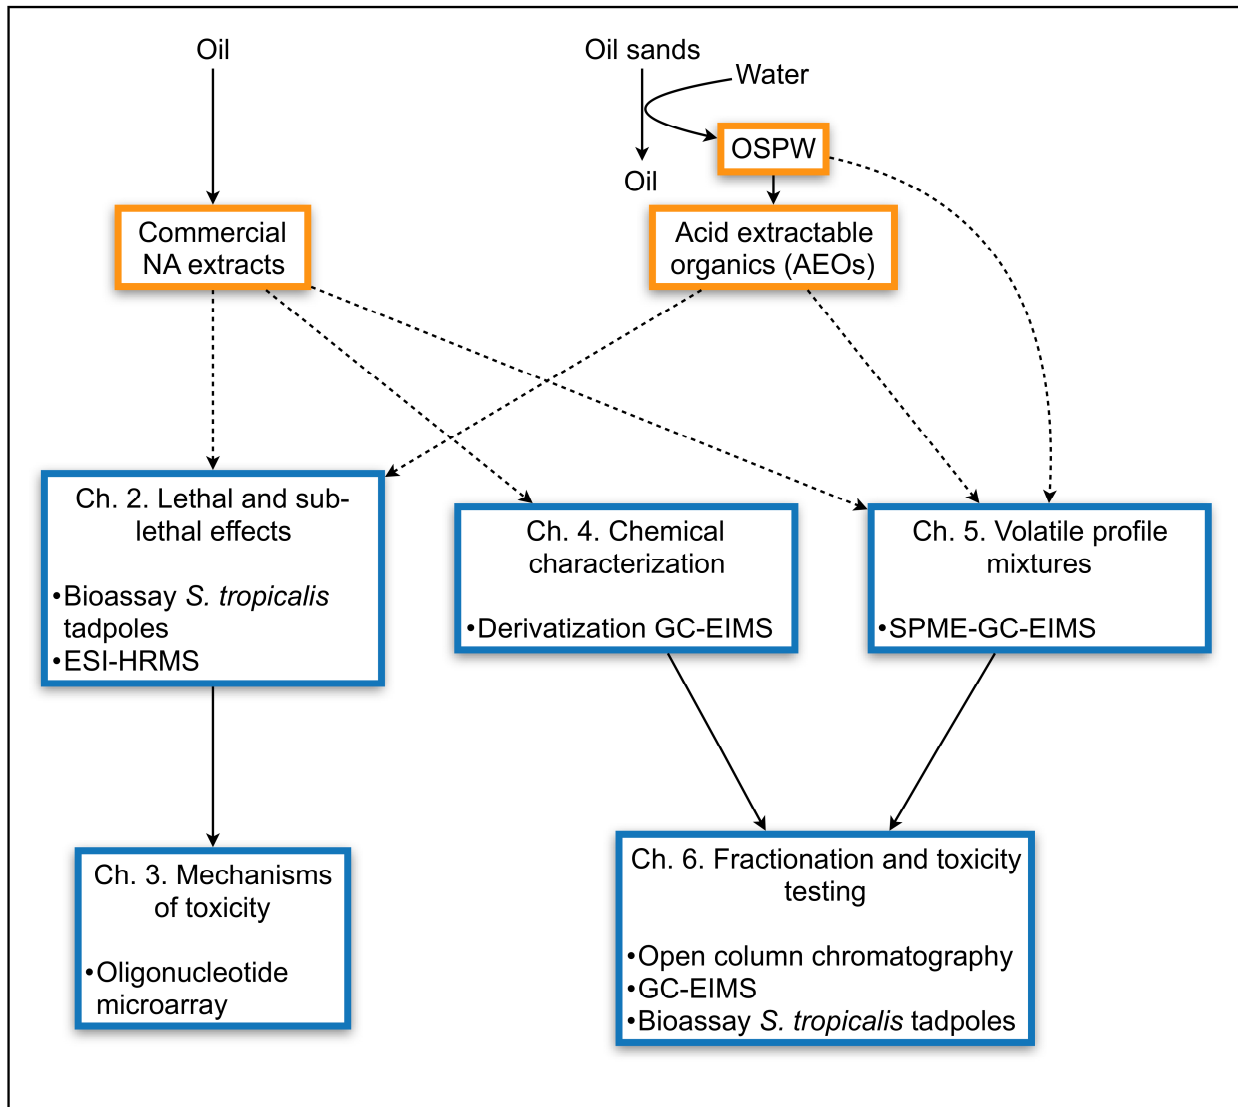 Oil
Oil sands
Water
OSPW
Oil
Commercial
NA extracts
Acid extractable
organics (AEOs)
Ch. 2. Lethal and sub-
lethal effects
•Bioassay S. tropicalis
tadpoles
•ESI-HRMS
Ch. 4. Chemical
characterization
•Derivatization GC-EIMS
Ch. 5. Volatile profile
mixtures
•SPME-GC-EIMS
Ch. 3. Mechanisms
of toxicity
•Oligonucleotide
microarray
Ch. 6. Fractionation and toxicity
testing
•Open column chromatography
•GC-EIMS
•Bioassay S. tropicalis tadpoles